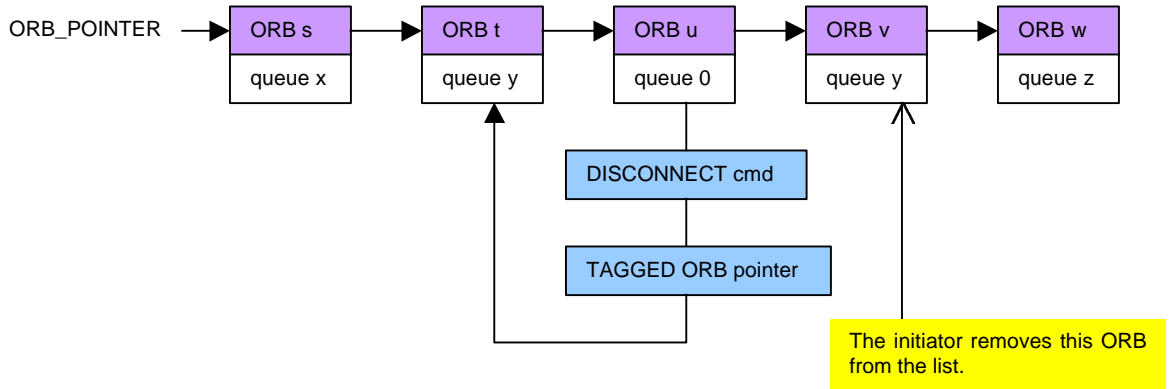 ORB_POINTER
ORB s
ORB t
ORB u
ORB v
ORB w
queue x
queue y
queue 0
queue y
queue z
DISCONNECT cmd
TAGGED ORB pointer
The initiator removes this ORB
from the list.